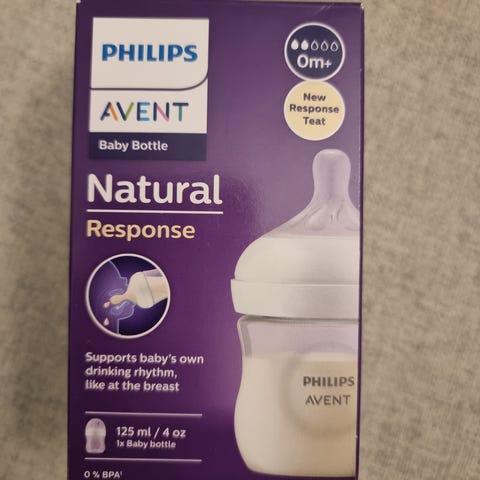 PHILIPS
AVENT
Baby Bottle
0m+
New
Response
Teat
Natural
Response
Supports baby's own
drinking rhythm,
like at the breast
PHILIPS
AVENT
125 ml / 4 oz
1x Baby bottle
0 % BPA¹